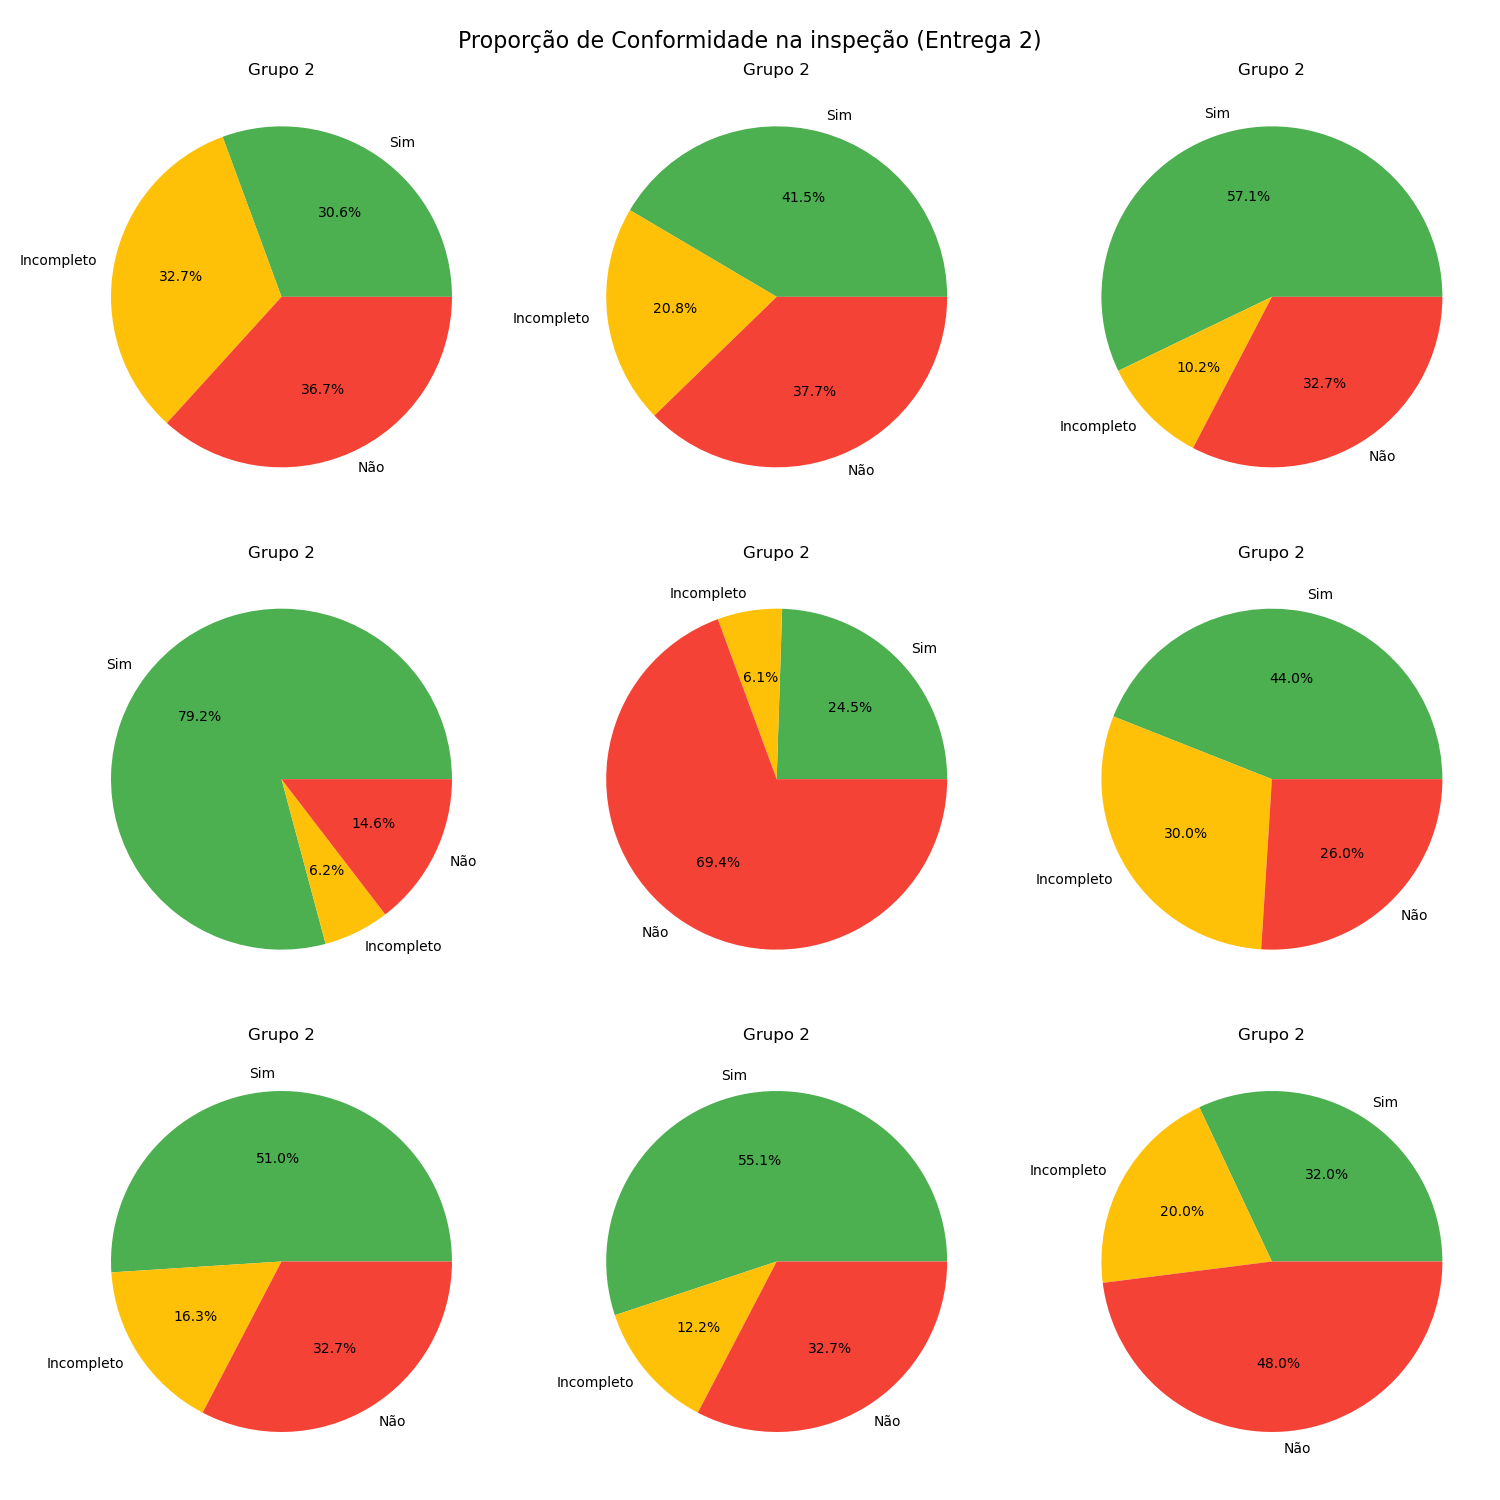 Proporção de Conformidade na inspeção (Entrega 2)
Grupo 2
Sim
30.6%
Incompleto
32.7%
36.7%
Não
Grupo 2
Sim
41.5%
Incompleto
20.8%
37.7%
Não
Grupo 2
Sim
57.1%
Incompleto
10.2%
32.7%
Não
Grupo 2
Sim
79.2%
Incompleto
6.2%
14.6%
Não
Grupo 2
Sim
24.5%
Incompleto
6.1%
69.4%
Não
Grupo 2
Sim
44.0%
Incompleto
30.0%
26.0%
Não
Grupo 2
Sim
51.0%
Incompleto
16.3%
32.7%
Não
Grupo 2
Sim
55.1%
Incompleto
12.2%
32.7%
Não
Grupo 2
Sim
32.0%
Incompleto
20.0%
48.0%
Não